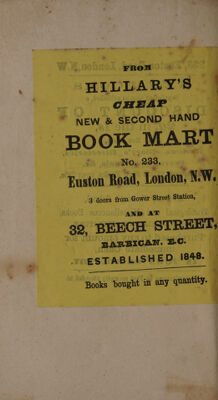 FROM
HILLARY'S
CHEAP
NEW & SECOND HAND
BOOK MART
No. 233,
Euston Road, London, N.W.
3 doors from Gower Street Station,
AND AT
32, BEECH STREET,
BARBICAN. E.C.
ESTABLISHED 1848.
Books bought in any quantity.